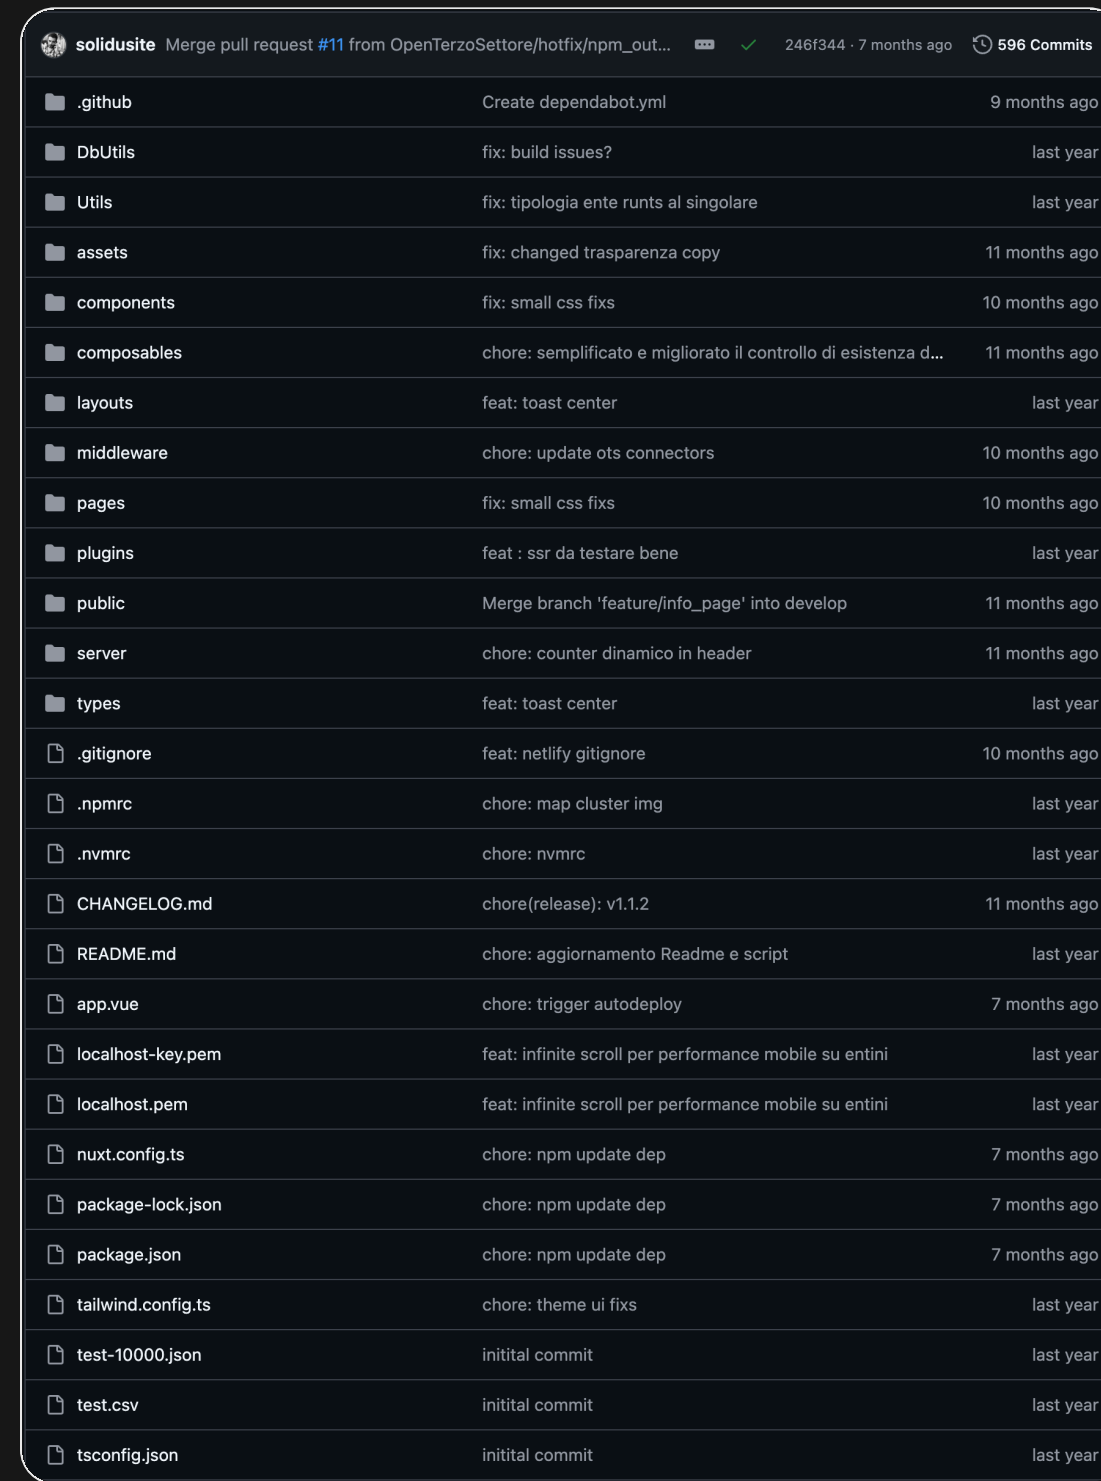 solidusite Merge pull request #11 from OpenTerzoSettore/hotfix/npm_out... 246f344 · 7 months ago 596 Commits
.github Create dependabot.yml 9 months ago
DbUtils fix: build issues? last year
Utils fix: tipologia ente runts al singolare last year
assets fix: changed trasparenza copy 11 months ago
components fix: small css fixs 10 months ago
composables chore: semplificato e migliorato il controllo di esistenza d... 11 months ago
layouts feat: toast center last year
middleware chore: update ots connectors 10 months ago
pages fix: small css fixs 10 months ago
plugins feat : ssr da testare bene last year
public Merge branch 'feature/info_page' into develop 11 months ago
server chore: counter dinamico in header 11 months ago
types feat: toast center last year
.gitignore feat: netlify gitignore 10 months ago
.npmrc chore: map cluster img last year
.nvmrc chore: nvmrc last year
CHANGELOG.md chore(release): v1.1.2 11 months ago
README.md chore: aggiornamento Readme e script last year
app.vue chore: trigger autodeploy 7 months ago
localhost-key.pem feat: infinite scroll per performance mobile su entini last year
localhost.pem feat: infinite scroll per performance mobile su entini last year
nuxt.config.ts chore: npm update dep 7 months ago
package-lock.json chore: npm update dep 7 months ago
package.json chore: npm update dep 7 months ago
tailwind.config.ts chore: theme ui fixs last year
test-10000.json initital commit last year
test.csv initital commit last year
tsconfig.json initital commit last year